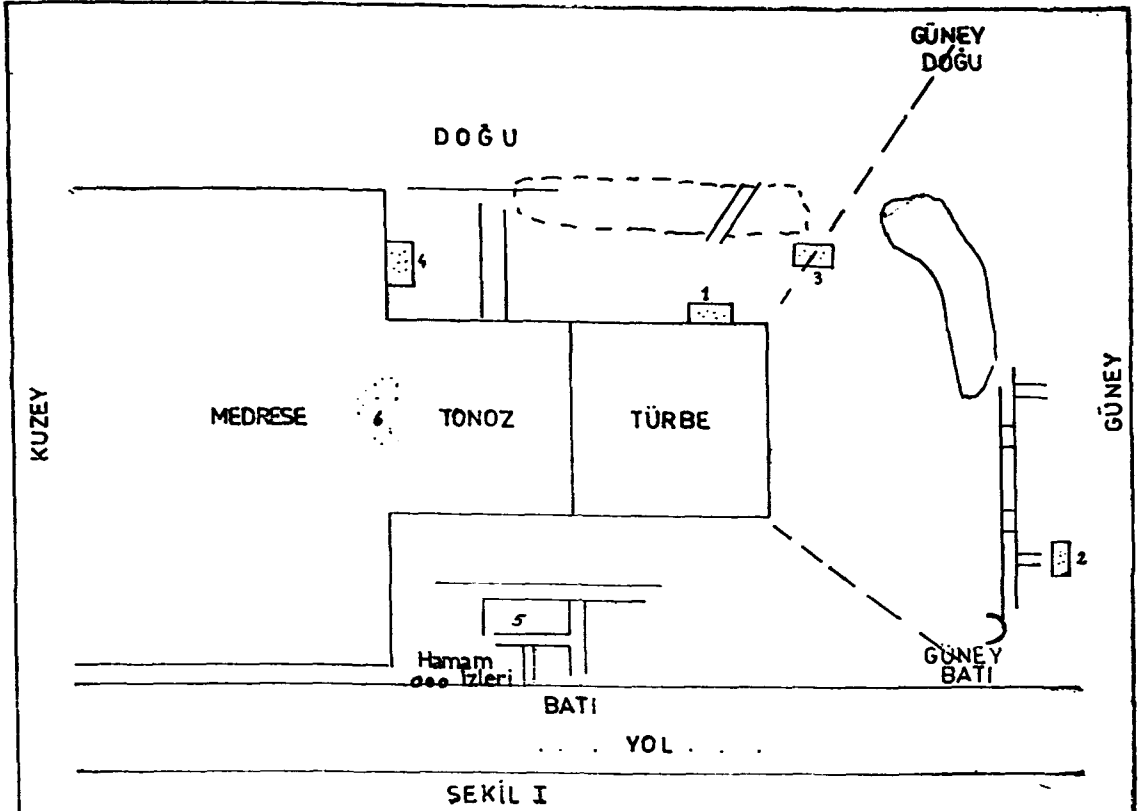 GÜNEY
DOĞU
DOĞU
4
3
1
KUZEY
MEDRESE
6
TONOZ
TÜRBE
GÜNEY
2
5
Hamam
İzleri
GÜNEY
BATI
BATI
. . . YOL . . .
ŞEKİL I